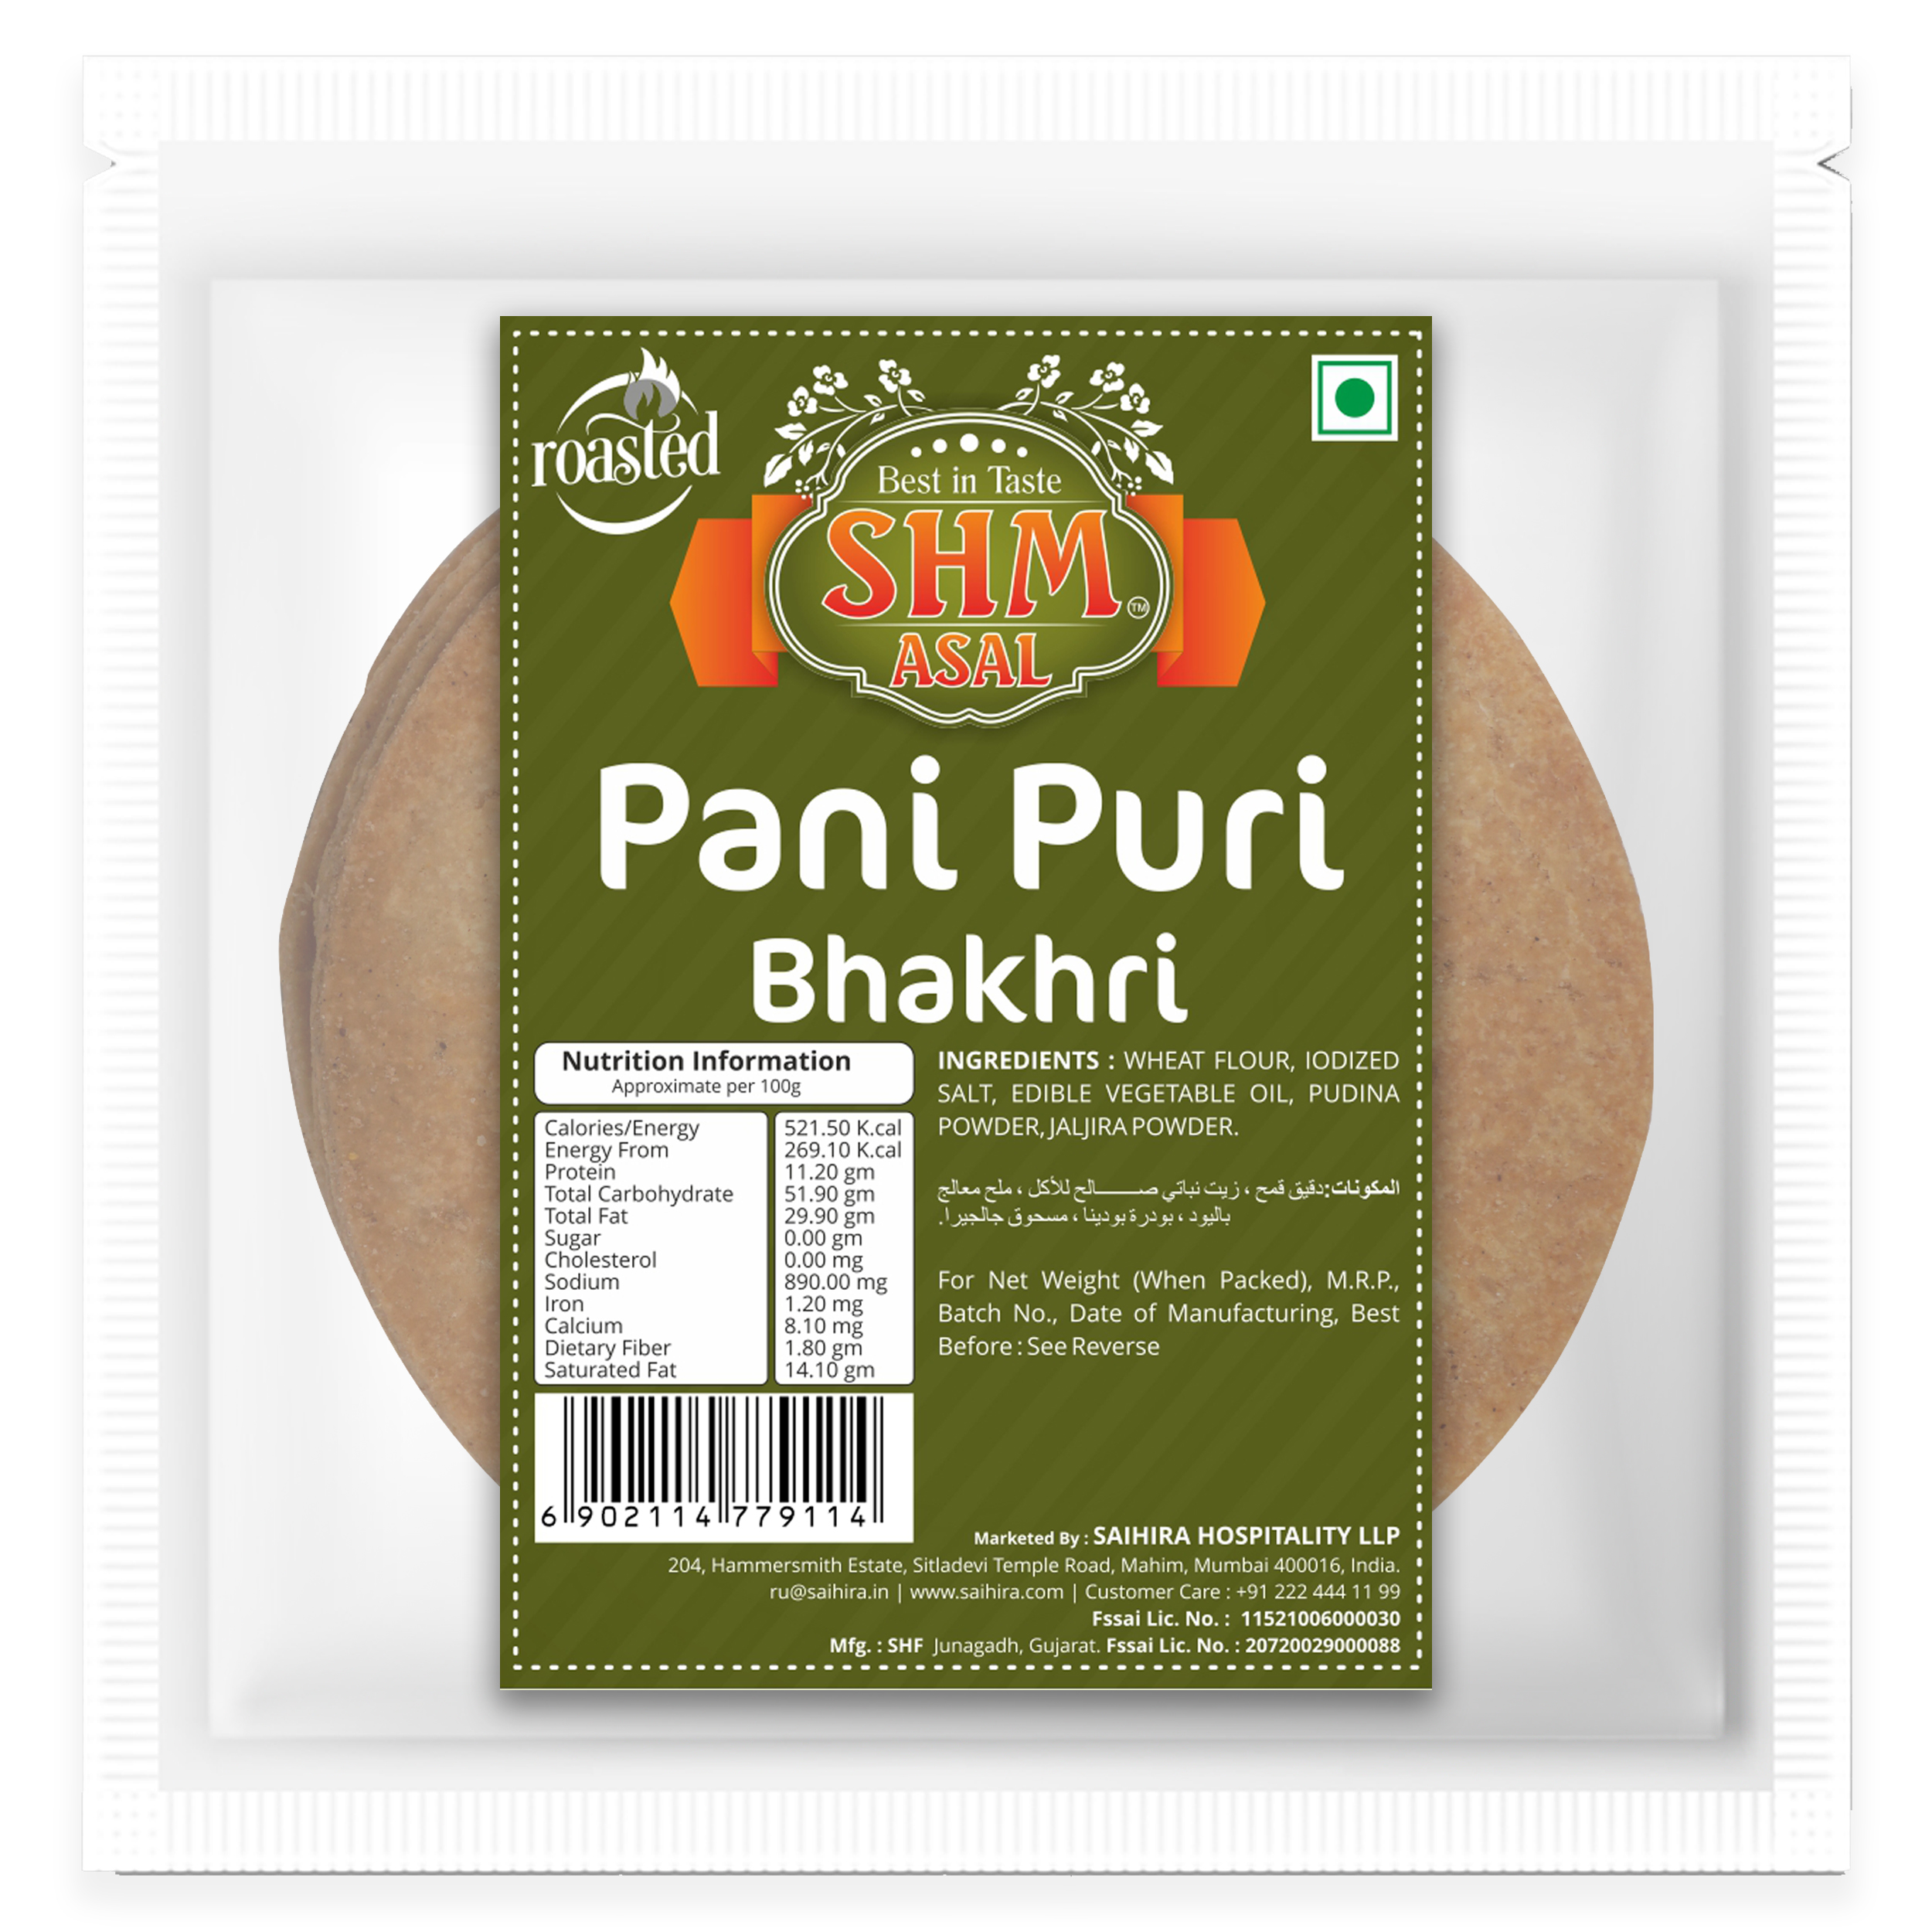 roasted
Best in Taste
SHM
TM
ASAL
Pani Puri
Bhakhri
Nutrition Information
Approximate per 100g
Calories/Energy 521.50 K.cal
Energy From 269.10 K.cal
Protein 11.20 gm
Total Carbohydrate 51.90 gm
Total Fat 29.90 gm
Sugar 0.00 gm
Cholesterol 0.00 mg
Sodium 890.00 mg
Iron 1.20 mg
Calcium 8.10 mg
Dietary Fiber 1.80 gm
Saturated Fat 14.10 gm
6 902114 779114
INGREDIENTS : WHEAT FLOUR, IODIZED
SALT, EDIBLE VEGETABLE OIL, PUDINA
POWDER, JALJIRA POWDER.
المكونات:دقيق قمح ، زيت نباتي صـــــالح للأكل ، ملح معالج
باليود ، بودرة بودينا ، مسحوق جالجيرا.
For Net Weight (When Packed), M.R.P.,
Batch No., Date of Manufacturing, Best
Before : See Reverse
Marketed By : SAIHIRA HOSPITALITY LLP
204, Hammersmith Estate, Sitladevi Temple Road, Mahim, Mumbai 400016, India.
ru@saihira.in | www.saihira.com | Customer Care : +91 222 444 11 99
Fssai Lic. No. : 11521006000030
Mfg. : SHF Junagadh, Gujarat. Fssai Lic. No. : 20720029000088